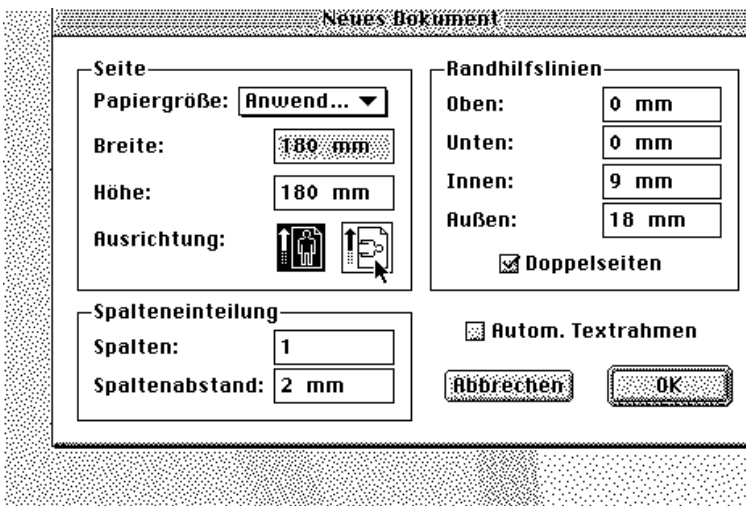 Neues Dokument
Seite
Papiergröße: Anwend...
Breite: 180 mm
Höhe: 180 mm
Ausrichtung:
Randhilfslinien
Oben: 0 mm
Unten: 0 mm
Innen: 9 mm
Außen: 18 mm
Doppelseiten
Spalteneinteilung
Spalten: 1
Spaltenabstand: 2 mm
Autom. Textrahmen
Abbrechen
OK